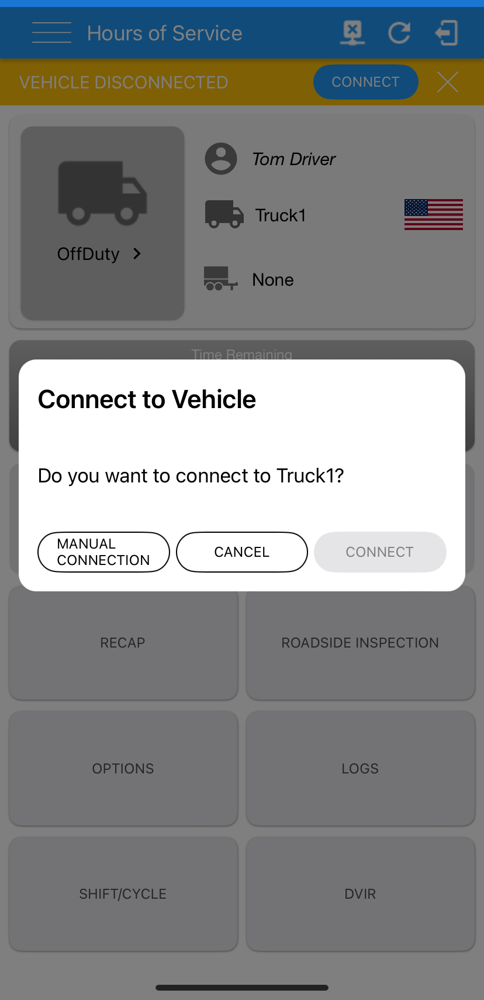 Hours of Service
VEHICLE DISCONNECTED
CONNECT
Tom Driver
Truck1
OffDuty
None
Time Remaining
Connect to Vehicle
Do you want to connect to Truck1?
MANUAL
CONNECTION
CANCEL
CONNECT
RECAP
ROADSIDE INSPECTION
OPTIONS
LOGS
SHIFT/CYCLE
DVIR